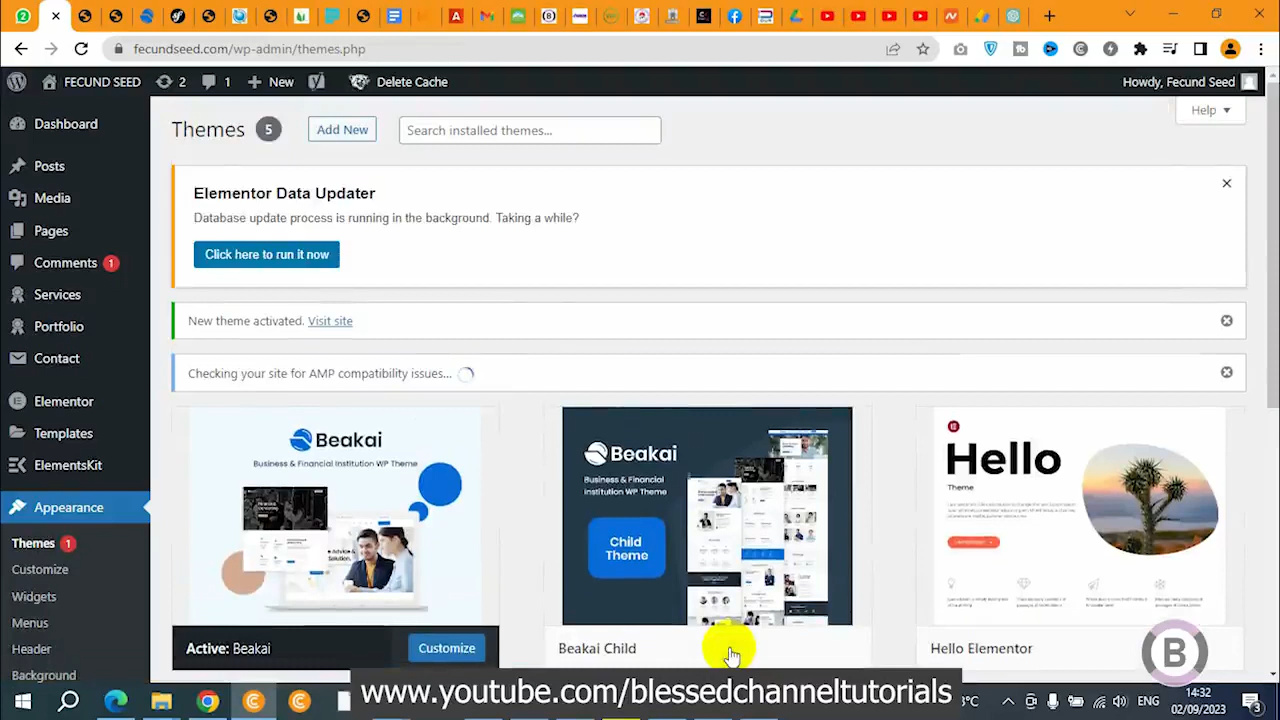 fecundseed.com/wp-admin/themes.php
FECUND SEED
2
1
New
Delete Cache
Howdy, Fecund Seed
Help
Dashboard
Posts
Media
Pages
Comments 1
Services
Portfolio
Contact
Elementor
Templates
ElementsKit
Appearance
Themes 1
Customize
Widgets
Menus
Header
Background
Themes 5
Add New
Search installed themes...
Elementor Data Updater
Database update process is running in the background. Taking a while?
Click here to run it now
New theme activated. Visit site
Checking your site for AMP compatibility issues...
Beakai
Business & Financial Institution WP Theme
Active: Beakai
Customize
Beakai
Business & Financial
Institution WP Theme
Child
Theme
Beakai Child
Hello
Theme
Hello Elementor
B
www.youtube.com/blessedchanneltutorials
ENG
14:32
02/09/2023
3